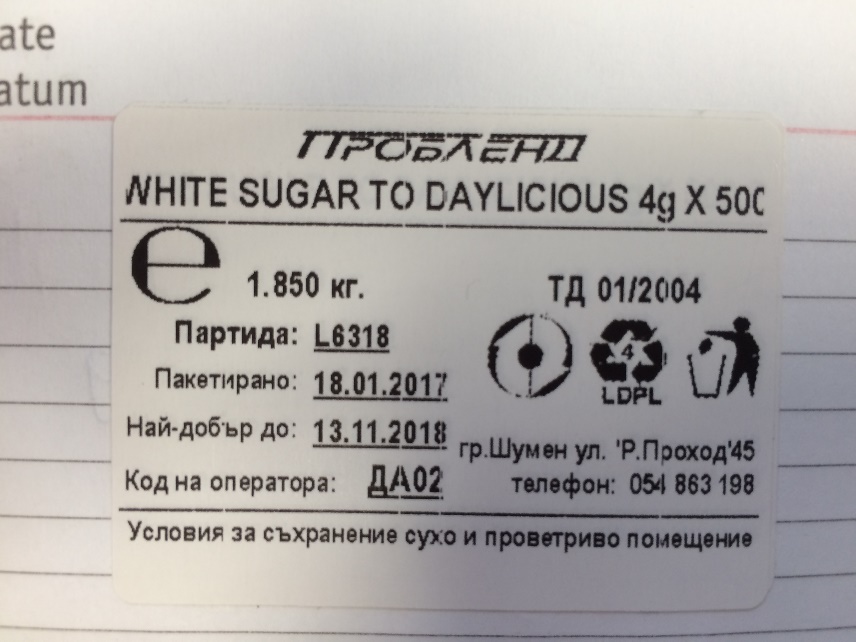 ate
atum
ПРОБЛЕНД
WHITE SUGAR TO DAYLICIOUS 4g X 500
e 1.850 кг.
ТД 01/2004
Партида: L6318
Пакетирано: 18.01.2017
Най-добър до: 13.11.2018
Код на оператора: ДА02
4
LDPL
гр.Шумен ул. 'Р.Проход'45
телефон: 054 863 198
Условия за съхранение сухо и проветриво помещение